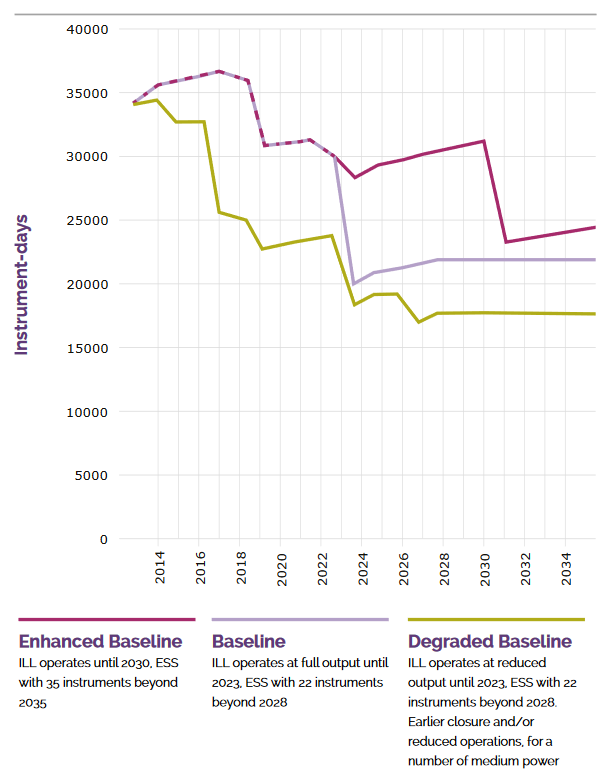 40000
35000
30000
25000
20000
15000
10000
5000
0
Instrument-days
2014
2016
2018
2020
2022
2024
2026
2028
2030
2032
2034
Enhanced Baseline
ILL operates until 2030, ESS
with 35 instruments beyond
2035
Baseline
ILL operates at full output until
2023, ESS with 22 instruments
beyond 2028
Degraded Baseline
ILL operates at reduced
output until 2023, ESS with 22
instruments beyond 2028.
Earlier closure and/or
reduced operations, for a
number of medium power